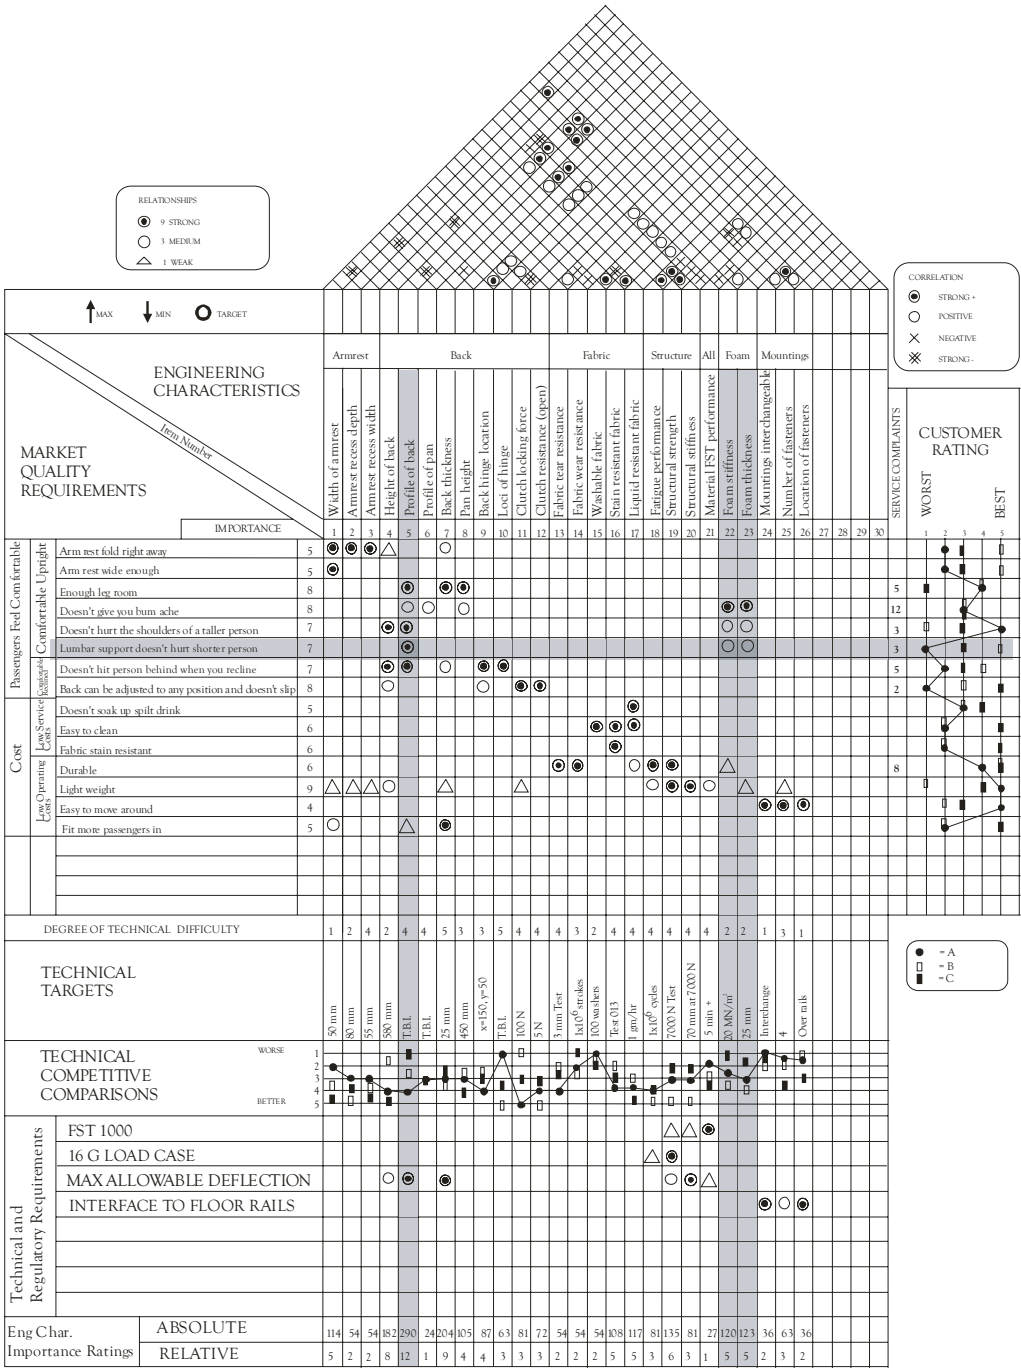 RELATIONSHIPS
9 STRONG
3 MEDIUM
1 WEAK
CORRELATION
STRONG +
POSITIVE
NEGATIVE
STRONG -
MAX
MIN
TARGET
ENGINEERING
CHARACTERISTICS
Item Number
MARKET
QUALITY
REQUIREMENTS
IMPORTANCE
Armrest
Back
Fabric
Structure
All
Foam
Mountings
Width of armrest
Armrest recess depth
Armrest recess width
Height of back
Profile of back
Profile of pan
Back thickness
Pan height
Back hinge location
Loci of hinge
Clutch locking force
Clutch resistance (open)
Fabric tear resistance
Fabric wear resistance
Washable fabric
Stain resistant fabric
Liquid resistant fabric
Fatigue performance
Structural strength
Structural stiffness
Material FST performance
Foam stiffness
Foam thickness
Mountings interchangeable
Number of fasteners
Location of fasteners
1 2 3 4 5 6 7 8 9 10 11 12 13 14 15 16 17 18 19 20 21 22 23 24 25 26 27 28 29 30
SERVICE COMPLAINTS
CUSTOMER
RATING
WORST
BEST
1 2 3 4 5
Passengers Feel Comfortable
Comfortable Upright
Comfortable
Reclined
Cost
Low Service
Costs
Low Operating
Costs
Arm rest fold right away 5
Arm rest wide enough 5
Enough leg room 8 5
Doesn't give you bum ache 8 12
Doesn't hurt the shoulders of a taller person 7 3
Lumbar support doesn't hurt shorter person 7 3
Doesn't hit person behind when you recline 7 5
Back can be adjusted to any position and doesn't slip 8 2
Doesn't soak up spilt drink 5
Easy to clean 6
Fabric stain resistant 6
Durable 6 8
Light weight 9
Easy to move around 4
Fit more passengers in 5
DEGREE OF TECHNICAL DIFFICULTY 1 2 4 2 4 4 5 3 3 5 4 4 4 3 2 4 4 4 4 4 4 2 2 1 3 1
= A
= B
= C
TECHNICAL
TARGETS
50 mm
80 mm
55 mm
580 mm
T.B.I.
T.B.I.
25 mm
450 mm
x=150, y=50
T.B.I.
100 N
5 N
3 mm Test
1x10⁶ strokes
100 washers
Test 013
1 gm/hr
1x10⁶ cycles
7000 N Test
70 mm at 7000 N
5 min +
20 MN/m²
25 mm
Interchange
4
Over rails
TECHNICAL
COMPETITIVE
COMPARISONS
WORSE
BETTER
1
2
3
4
5
Technical and
Regulatory Requirements
FST 1000
16 G LOAD CASE
MAX ALLOWABLE DEFLECTION
INTERFACE TO FLOOR RAILS
Eng Char.
Importance Ratings
ABSOLUTE 114 54 54 182 290 24 204 105 87 63 81 72 54 54 54 108 117 81 135 81 27 120 123 36 63 36
RELATIVE 5 2 2 8 12 1 9 4 4 3 3 3 2 2 2 5 5 3 6 3 1 5 5 2 3 2